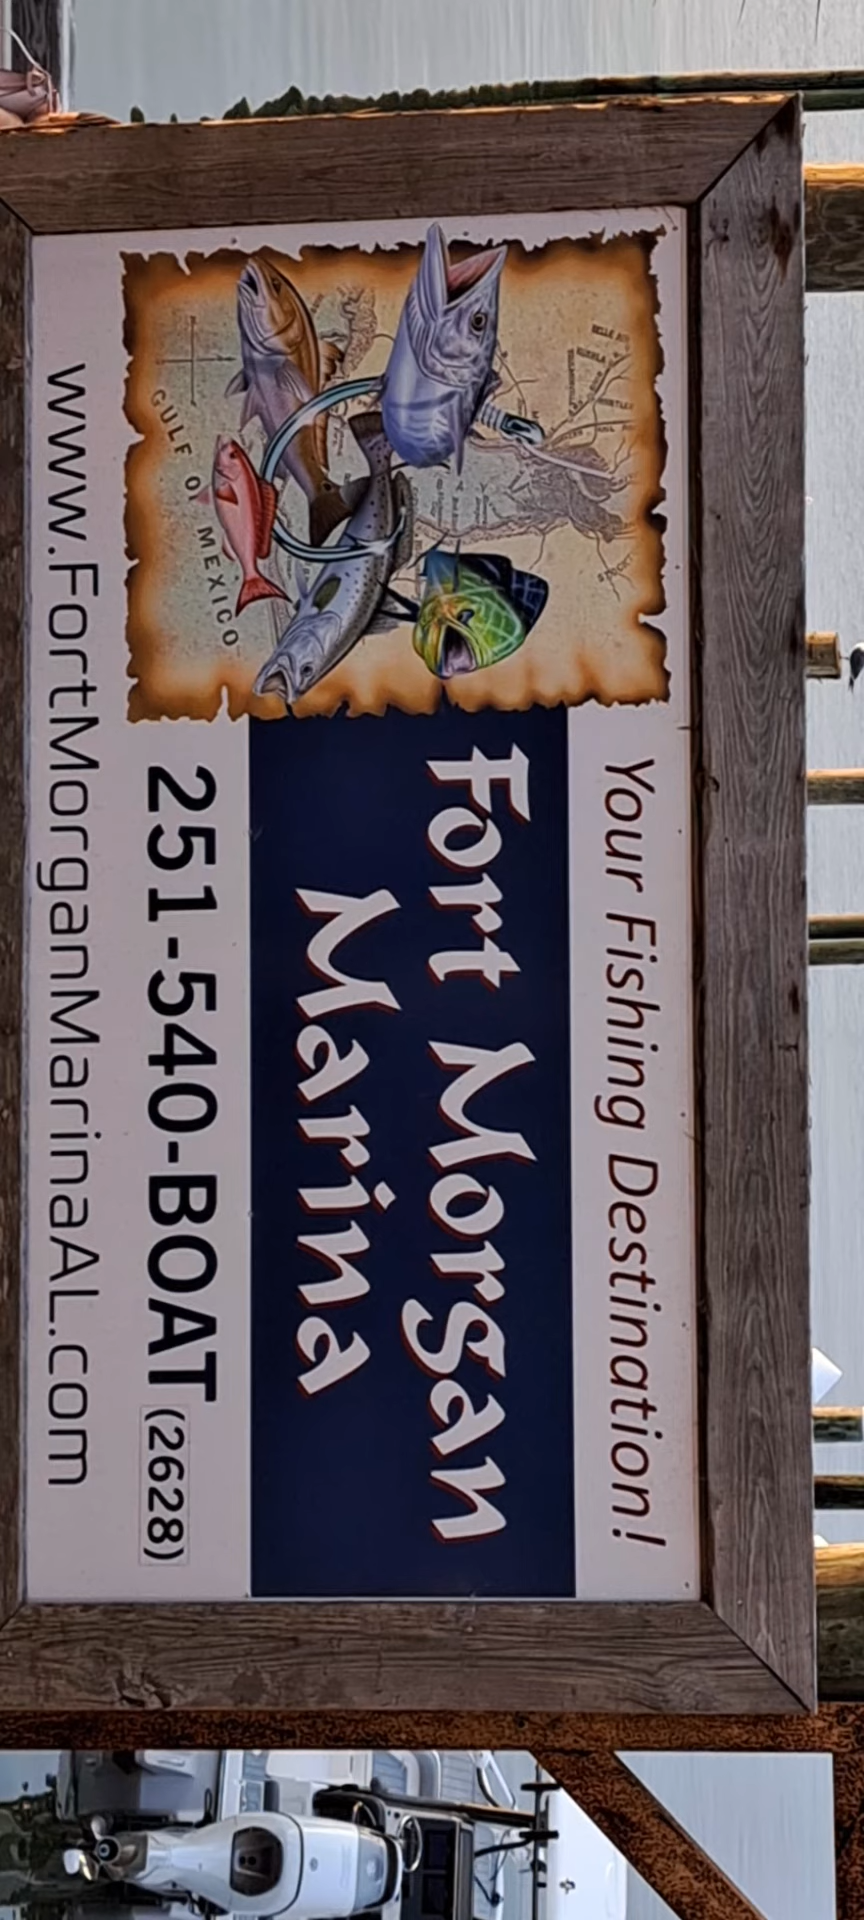 Your Fishing Destination!
Fort Morgan
Marina
251-540-BOAT (2628)
www.FortMorganMarinaAL.com
GULF OF MEXICO